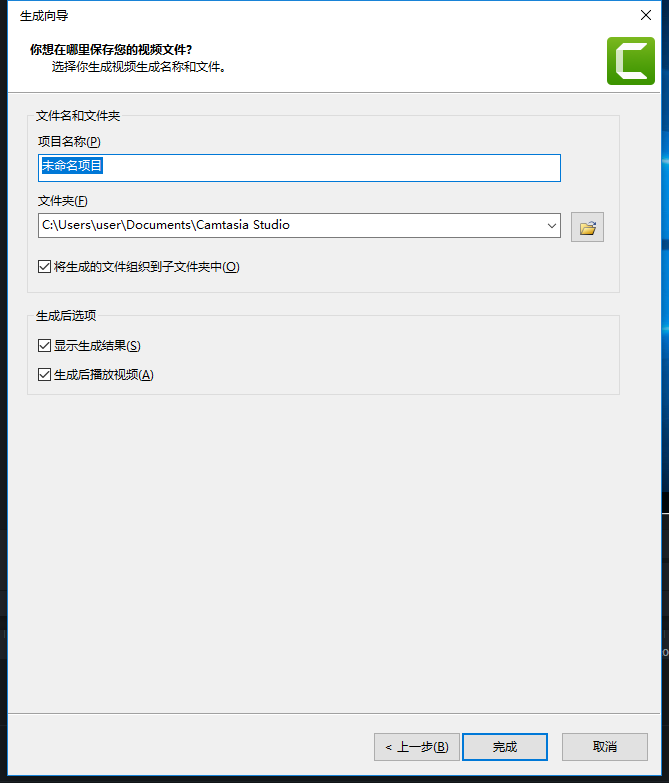 生成向导
你想在哪里保存您的视频文件?
选择你生成视频生成名称和文件。
文件名和文件夹
项目名称(P)
未命名项目
文件夹(F)
C:\Users\user\Documents\Camtasia Studio
将生成的文件组织到子文件夹中(O)
生成后选项
显示生成结果(S)
生成后播放视频(A)
< 上一步(B)
完成
取消